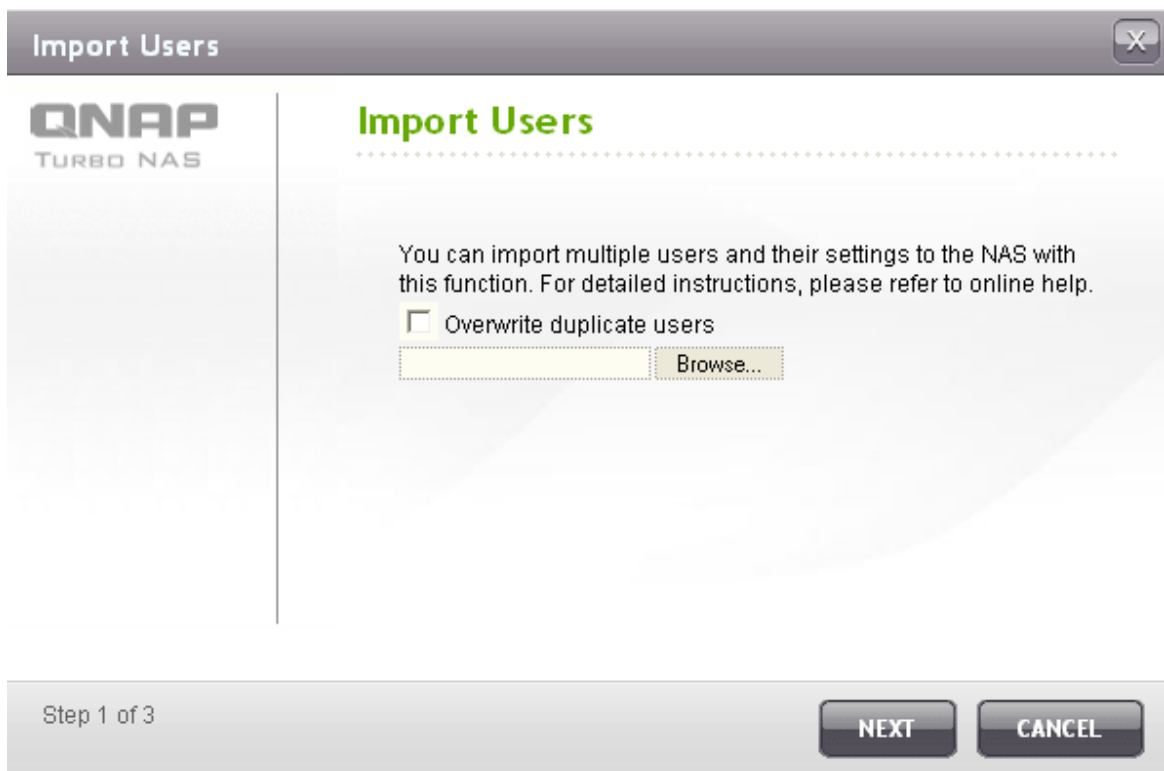 Import Users
X
QNAP
TURBO NAS
Import Users
You can import multiple users and their settings to the NAS with
this function. For detailed instructions, please refer to online help.
Overwrite duplicate users
Browse...
Step 1 of 3
NEXT
CANCEL